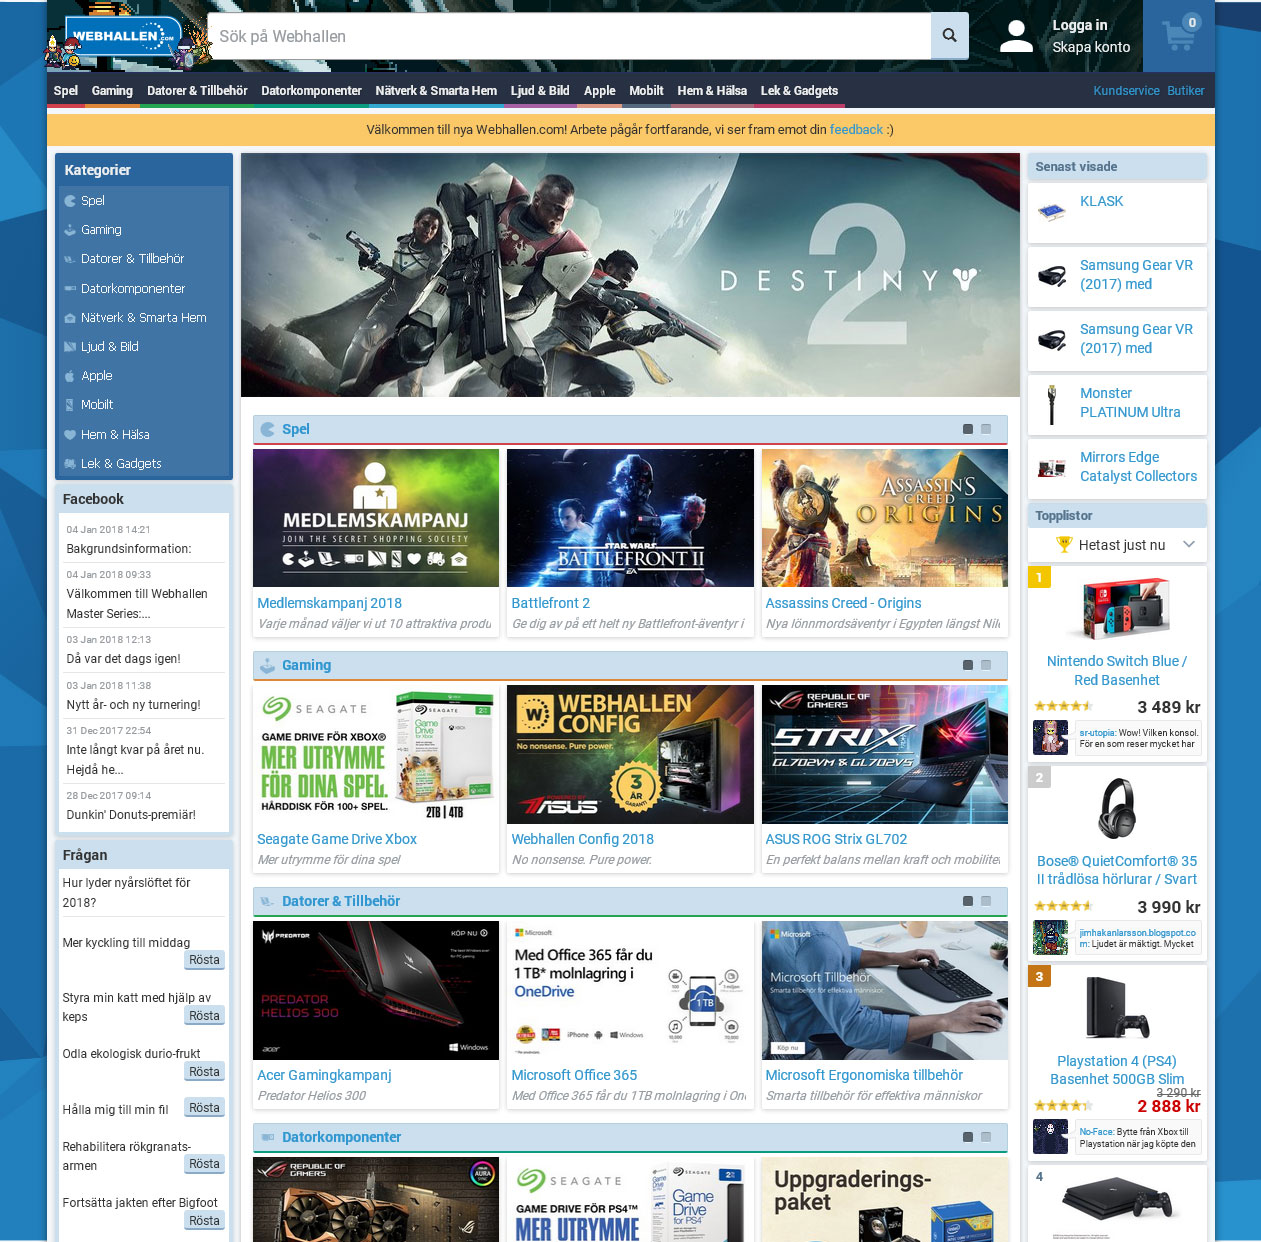 WEBHALLEN.COM
Sök på Webhallen
Logga in
Skapa konto
0
Spel Gaming Datorer & Tillbehör Datorkomponenter Nätverk & Smarta Hem Ljud & Bild Apple Mobilt Hem & Hälsa Lek & Gadgets Kundservice Butiker
Välkommen till nya Webhallen.com! Arbete pågår fortfarande, vi ser fram emot din feedback :)
Kategorier
Spel
Gaming
Datorer & Tillbehör
Datorkomponenter
Nätverk & Smarta Hem
Ljud & Bild
Apple
Mobilt
Hem & Hälsa
Lek & Gadgets
Facebook
04 Jan 2018 14:21
Bakgrundsinformation:
04 Jan 2018 09:33
Välkommen till Webhallen
Master Series:...
03 Jan 2018 12:13
Då var det dags igen!
03 Jan 2018 11:38
Nytt år- och ny turnering!
31 Dec 2017 22:54
Inte långt kvar på året nu.
Hejdå he...
28 Dec 2017 09:14
Dunkin' Donuts-premiär!
Frågan
Hur lyder nyårslöftet för
2018?
Mer kyckling till middag
Rösta
Styra min katt med hjälp av
keps Rösta
Odla ekologisk durio-frukt
Rösta
Hålla mig till min fil Rösta
Rehabilitera rökgranats-
armen Rösta
Fortsätta jakten efter Bigfoot
Rösta
DESTINY 2
Spel
MEDLEMSKAMPANJ
JOIN THE SECRET SHOPPING SOCIETY
Medlemskampanj 2018
Varje månad väljer vi ut 10 attraktiva produ
STAR WARS
BATTLEFRONT II
EA
Battlefront 2
Ge dig av på ett helt ny Battlefront-äventyr i
ASSASSIN'S
CREED
ORIGINS
Assassins Creed - Origins
Nya lönnmordsäventyr i Egypten längst Nile
Gaming
SEAGATE
GAME DRIVE FÖR XBOX®
MER UTRYMME
FÖR DINA SPEL.
HÅRDDISK FÖR 100+ SPEL.
Game Drive
for Xbox
2TB | 4TB
Seagate Game Drive Xbox
Mer utrymme för dina spel
WEBHALLEN
CONFIG
No nonsense. Pure power.
3
ÅR
GARANTI
POWERED BY
ASUS
Webhallen Config 2018
No nonsense. Pure power.
REPUBLIC OF
GAMERS
STRIX
GL702VM & GL702VS
ASUS ROG Strix GL702
En perfekt balans mellan kraft och mobilitet
Datorer & Tillbehör
PREDATOR
KÖP NU
PREDATOR
HELIOS 300
acer
Windows
Acer Gamingkampanj
Predator Helios 300
Microsoft
Med Office 365 får du
1 TB* molnlagring i
OneDrive
1 TB
iPhone
Windows
Microsoft Office 365
Med Office 365 får du 1TB molnlagring i One
Microsoft
Microsoft Tillbehör
Smarta tillbehör för effektiva människor.
Köp nu
Microsoft Ergonomiska tillbehör
Smarta tillbehör för effektiva människor
Datorkomponenter
REPUBLIC OF
GAMERS
AURA
SEAGATE
GAME DRIVE FÖR PS4™
MER UTRYMME
SEAGATE
Game
Drive
for PS4
Uppgraderings-
paket
Senast visade
KLASK
Samsung Gear VR
(2017) med
Samsung Gear VR
(2017) med
Monster
PLATINUM Ultra
Mirrors Edge
Catalyst Collectors
Topplistor
Hetast just nu
1
Nintendo Switch Blue /
Red Basenhet
3 489 kr
sr-utopia: Wow! Vilken konsol.
För en som reser mycket har
2
Bose® QuietComfort® 35
II trådlösa hörlurar / Svart
3 990 kr
jimhakanlarsson.blogspot.co
m: Ljudet är mäktigt. Mycket
3
Playstation 4 (PS4)
Basenhet 500GB Slim
3 290 kr
2 888 kr
No-Face: Bytte från Xbox till
Playstation när jag köpte den
4